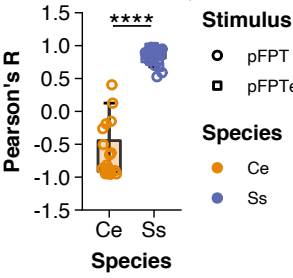 ****
1.5
1.0
0.5
0.0
-0.5
-1.0
-1.5
Pearson's R
Ce Ss
Species
Stimulus
pFPT
pFPTe
Species
Ce
Ss